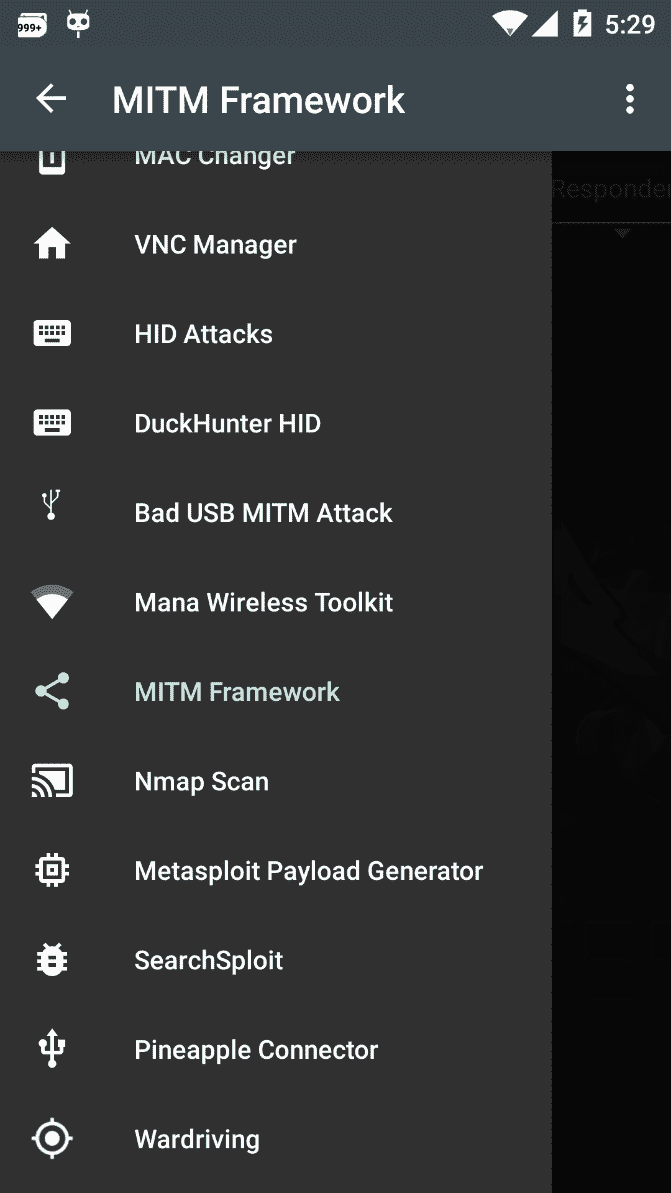 999+
5:29
MITM Framework
MAC Changer
Responder
VNC Manager
HID Attacks
DuckHunter HID
Bad USB MITM Attack
Mana Wireless Toolkit
MITM Framework
Nmap Scan
Metasploit Payload Generator
SearchSploit
Pineapple Connector
Wardriving